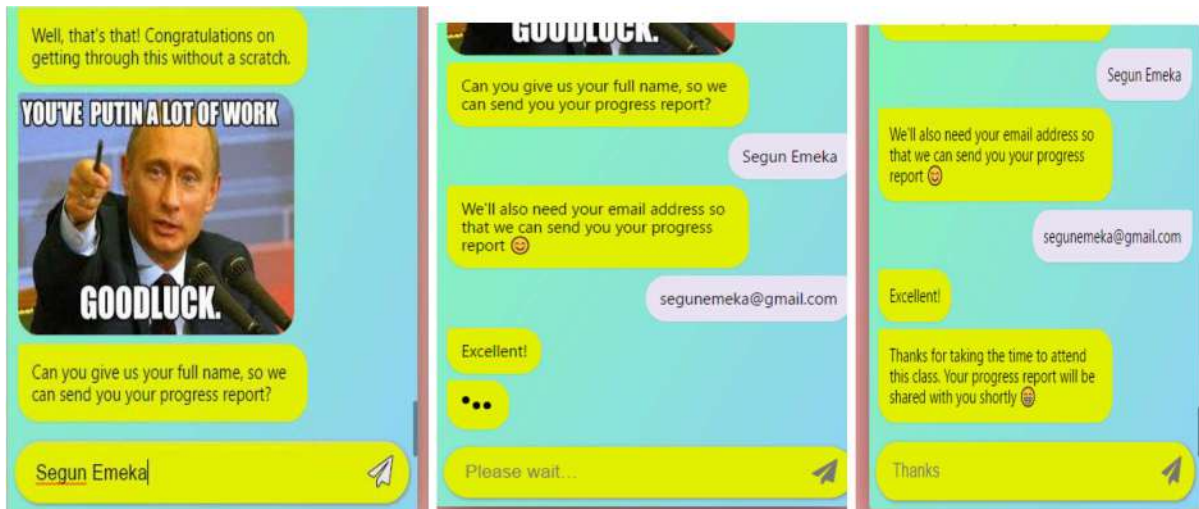 Well, that's that! Congratulations on
getting through this without a scratch.
YOU'VE PUTIN A LOT OF WORK
GOODLUCK.
Can you give us your full name, so we
can send you your progress report?
Segun Emeka
GOODLUCK.
Can you give us your full name, so we
can send you your progress report?
Segun Emeka
We'll also need your email address so
that we can send you your progress
report 😊
segunemeka@gmail.com
Excellent!
Please wait...
Segun Emeka
We'll also need your email address so
that we can send you your progress
report 😊
segunemeka@gmail.com
Excellent!
Thanks for taking the time to attend
this class. Your progress report will be
shared with you shortly 😁
Thanks